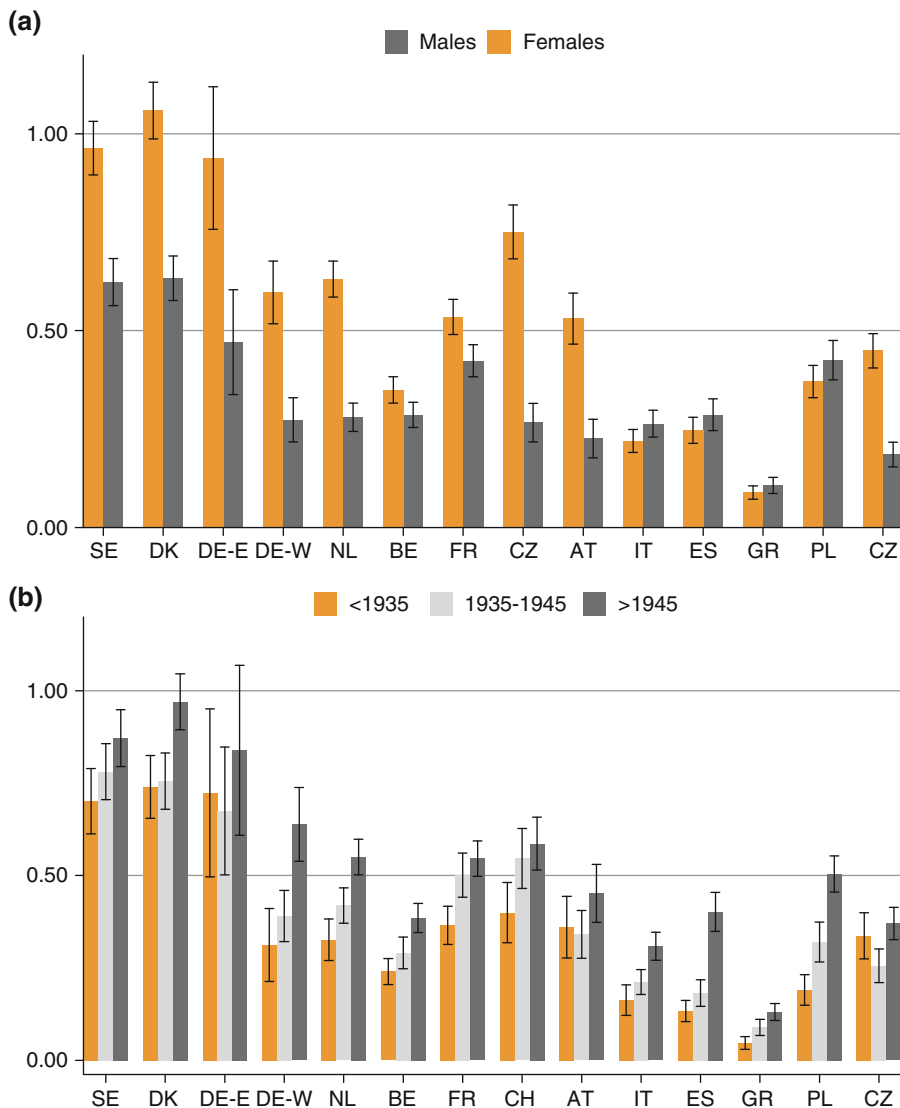 (a)
Males Females
1.00
0.50
0.00
SE DK DE-E DE-W NL BE FR CZ AT IT ES GR PL CZ
(b)
<1935 1935-1945 >1945
1.00
0.50
0.00
SE DK DE-E DE-W NL BE FR CH AT IT ES GR PL CZ